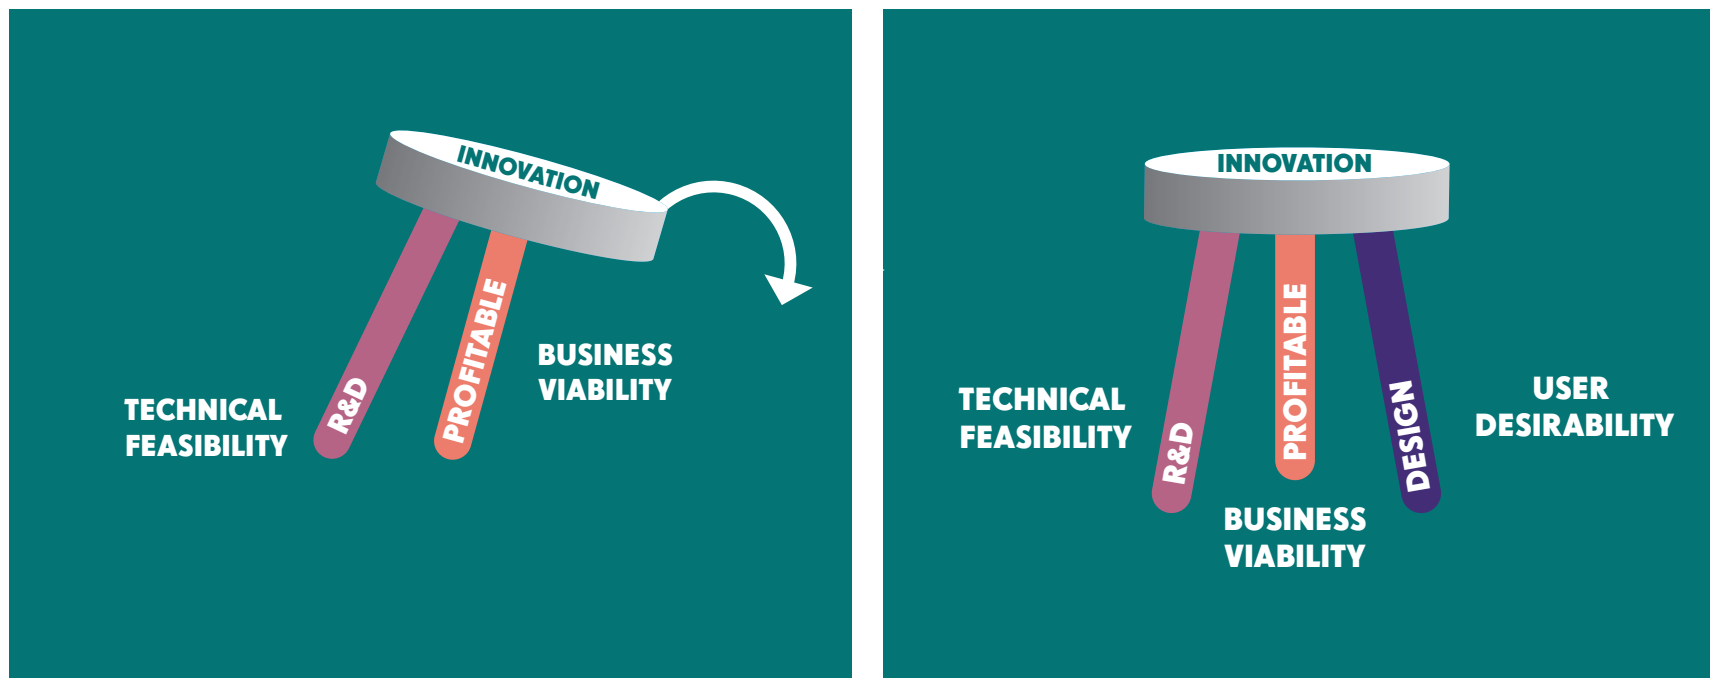 INNOVATION
R&D
PROFITABLE
TECHNICAL
FEASIBILITY
BUSINESS
VIABILITY
INNOVATION
R&D
PROFITABLE
DESIGN
TECHNICAL
FEASIBILITY
BUSINESS
VIABILITY
USER
DESIRABILITY